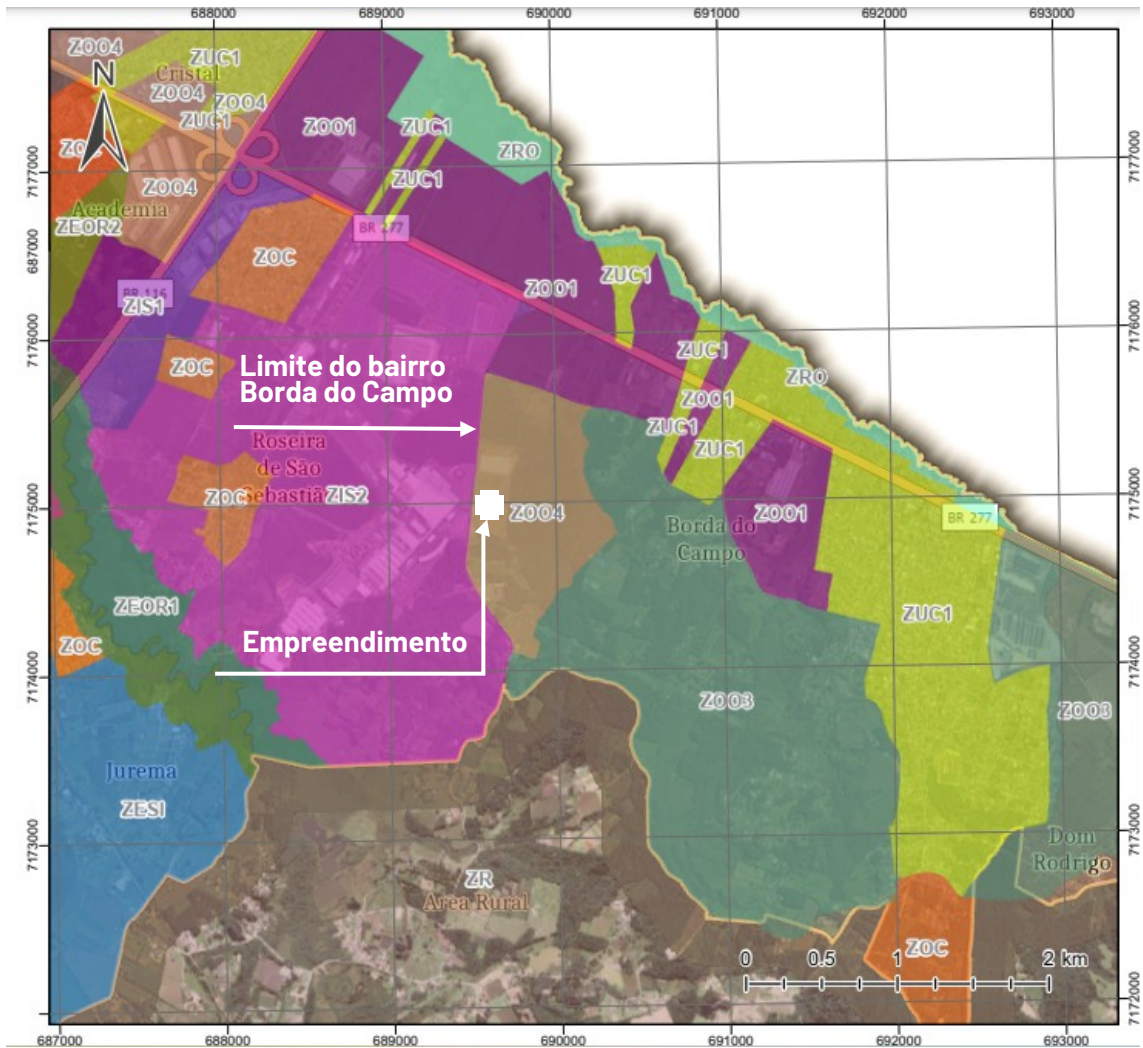 688000 689000 690000 691000 692000 693000
ZOO4
ZUC1
Cristal
N
ZOO4
ZOO4
ZUC1
ZOO1
ZUC1
ZRO
7177000
7177000
ZOO4
ZUC1
Academia
ZEOR2
BR 277
687000
ZOC
ZUC1
BR 116
ZIS1
ZOO1
7176000
7176000
ZUC1
ZOC
Limite do bairro
Borda do Campo
ZRO
ZOO1
ZUC1
ZUC1
Roseira
de São
Sebastiã
ZOC
ZIS2
7175000
7175000
ZOO4
ZOO1
BR 277
Borda do
Campo
ZEOR1
ZUC1
ZOC
Empreendimento
7174000
7174000
ZOO3
ZOO3
Jurema
ZESI
7173000
7173000
Dom
Rodrigo
ZR
Área Rural
ZOC
0 0.5 1 2 km
7172000
687000 688000 689000 690000 691000 692000 693000